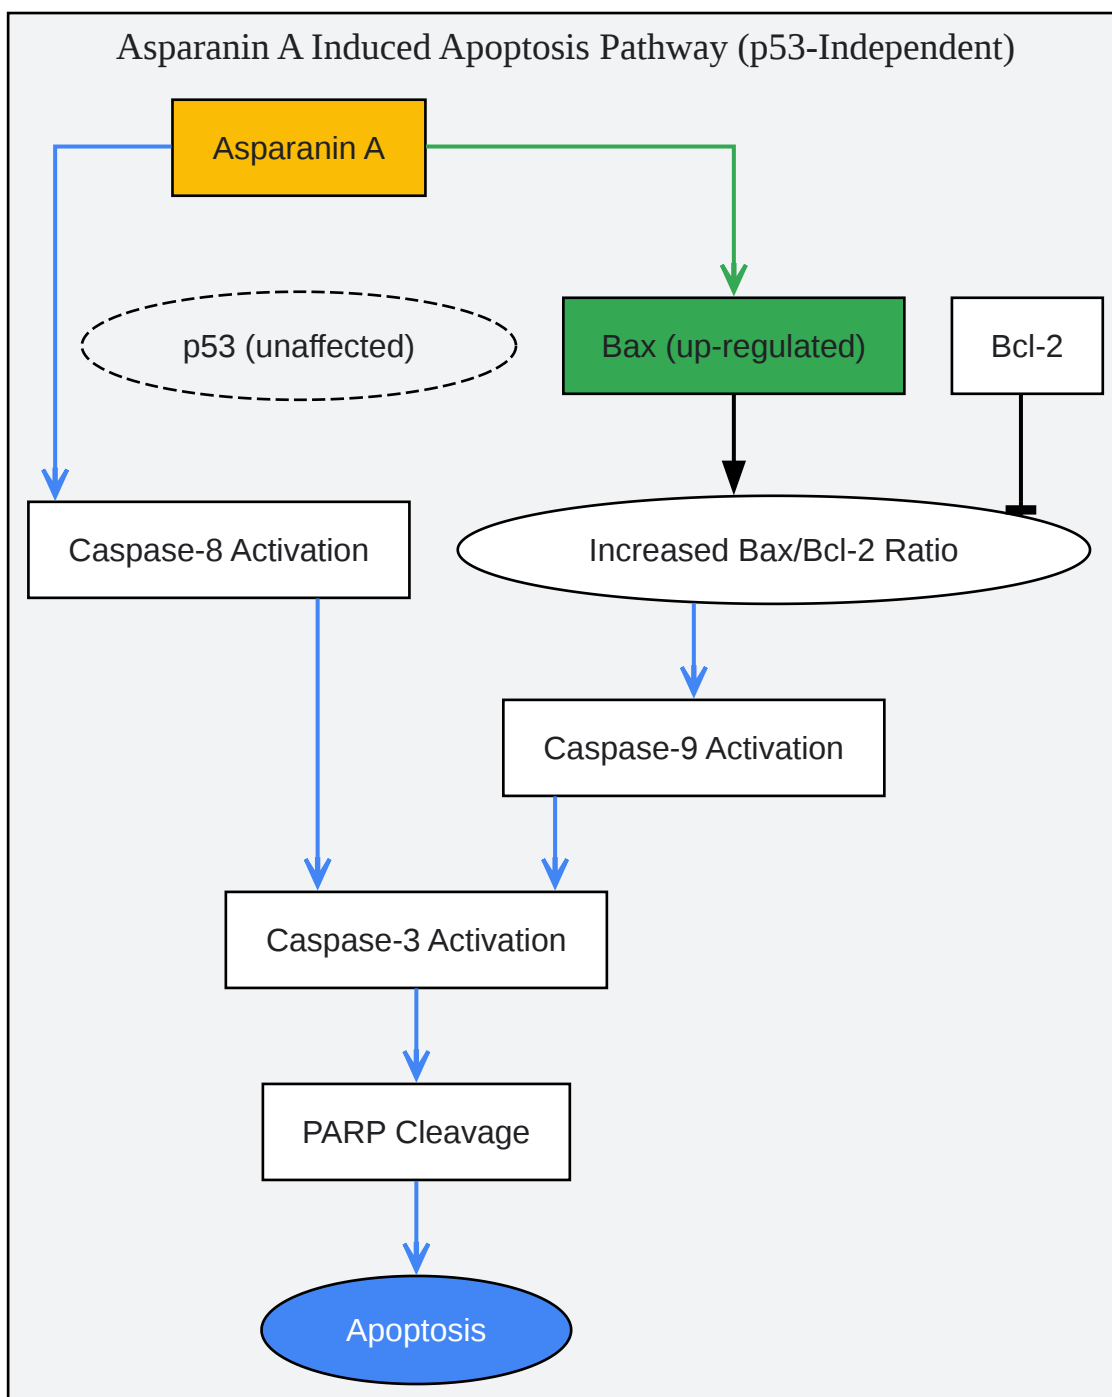 Asparanin A Induced Apoptosis Pathway (p53-Independent)
Asparanin A
p53 (unaffected)
Bax (up-regulated)
Bcl-2
Caspase-8 Activation
Increased Bax/Bcl-2 Ratio
Caspase-9 Activation
Caspase-3 Activation
PARP Cleavage
Apoptosis